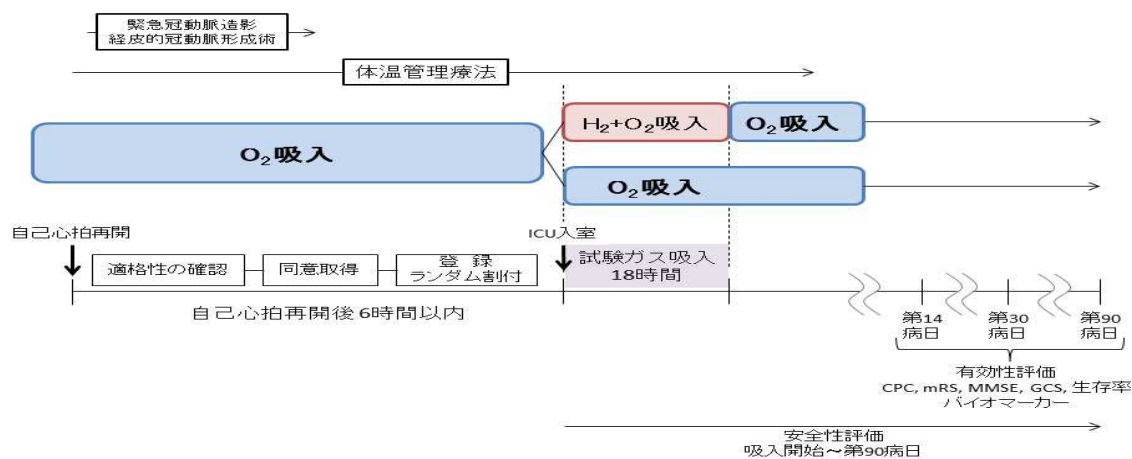 緊急冠動脈造影
経皮的冠動脈形成術
体温管理療法
H₂+O₂吸入
O₂吸入
O₂吸入
O₂吸入
自己心拍再開
ICU入室
適格性の確認
同意取得
登録
ランダム割付
試験ガス吸入
18時間
自己心拍再開後 6時間以内
第14
病日
第30
病日
第90
病日
有効性評価
CPC, mRS, MMSE, GCS, 生存率
バイオマーカー
安全性評価
吸入開始～第90病日